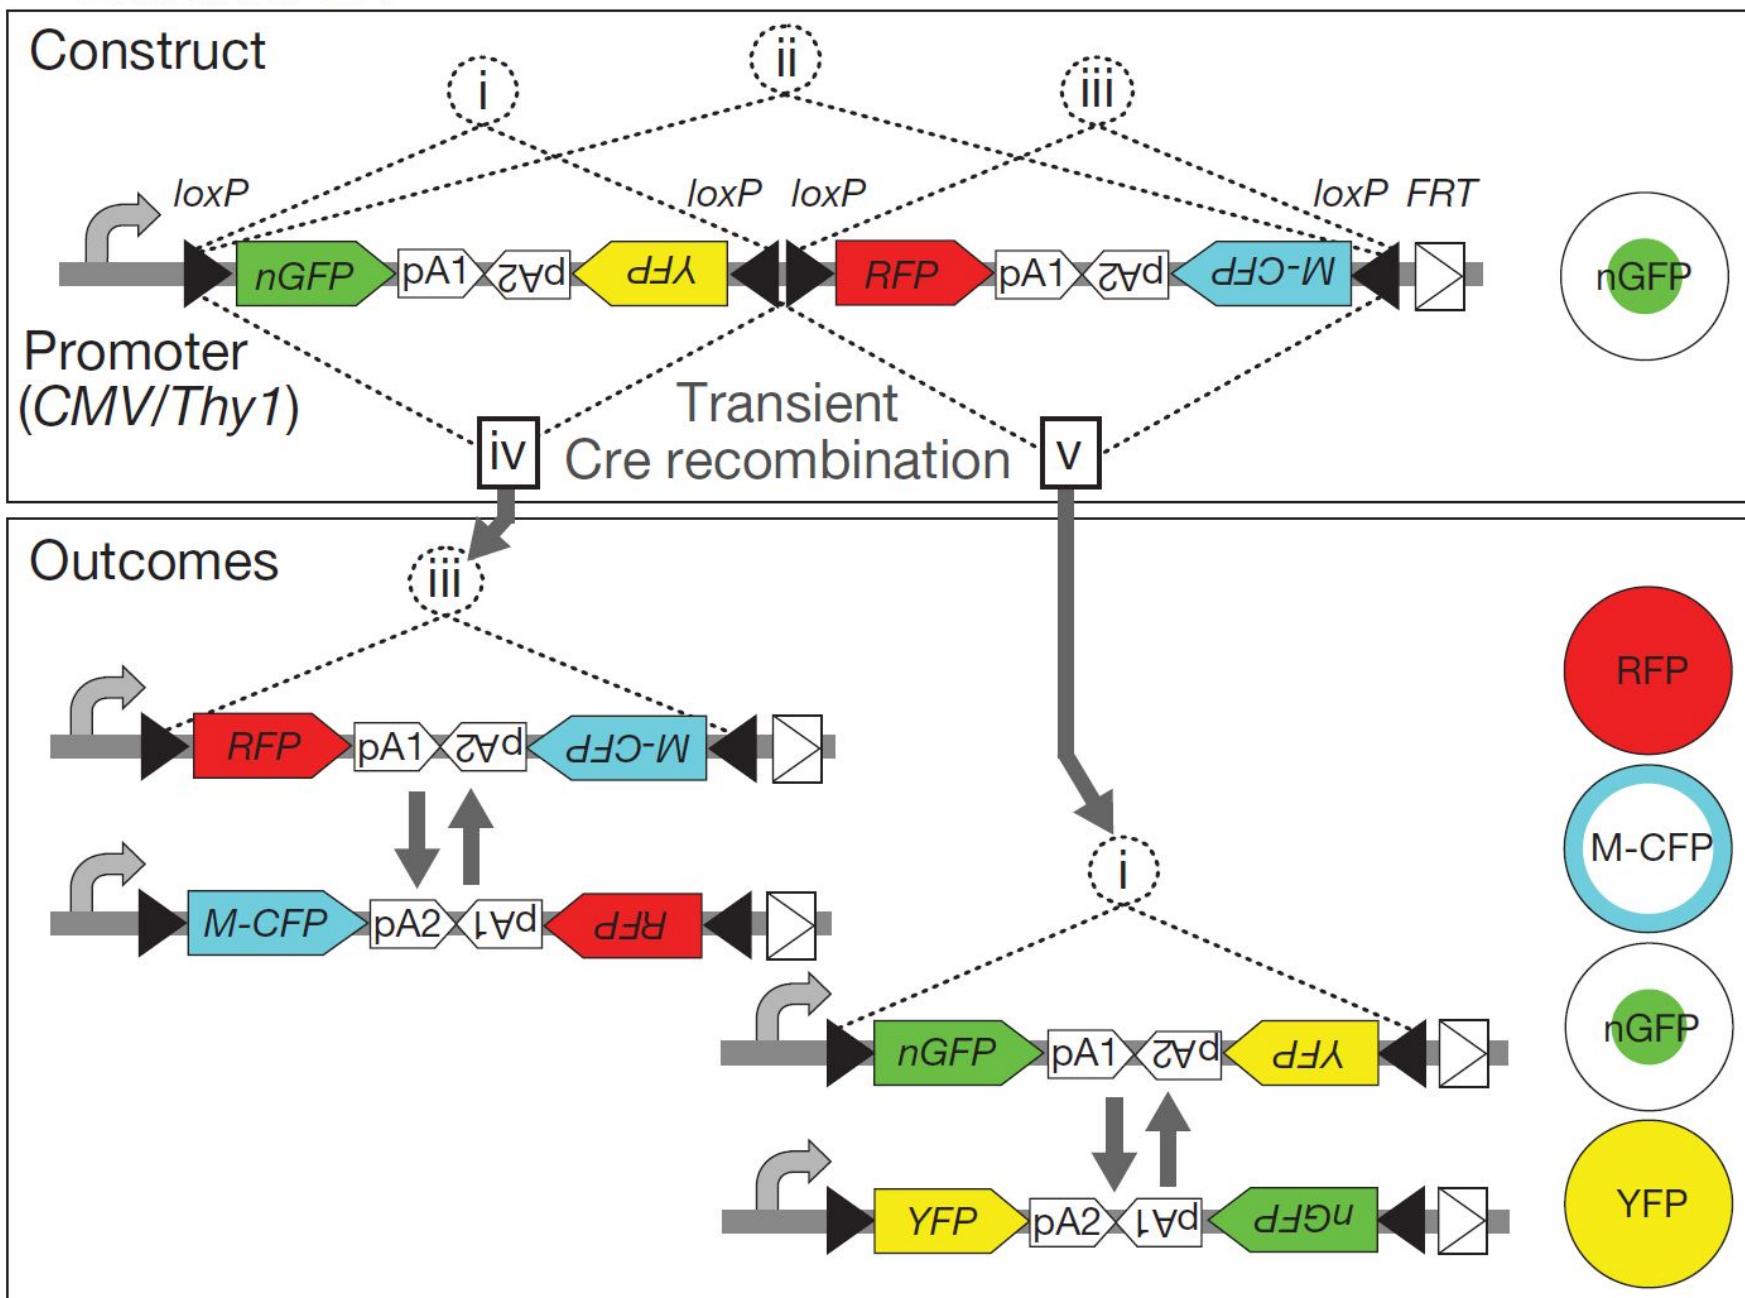 Construct
i
ii
iii
loxP
loxP
loxP
loxP
FRT
nGFP
pA1
pA2
YFP
RFP
pA1
pA2
M-CFP
nGFP
Promoter
(CMV/Thy1)
Transient
Cre recombination
iv
v
Outcomes
iii
RFP
pA1
pA2
M-CFP
M-CFP
pA2
pA1
RFP
i
nGFP
pA1
pA2
YFP
YFP
pA2
pA1
nGFP
RFP
M-CFP
nGFP
YFP